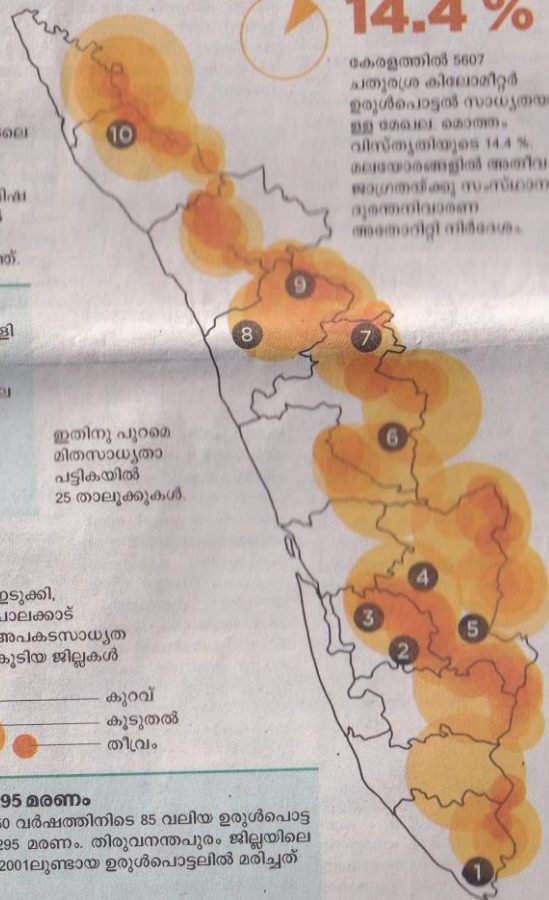 14.4 %
കേരളത്തിൽ 5607
ചതുരശ്ര കിലോമീറ്റർ
ഉരുൾപൊട്ടൽ സാധ്യതയ
ള്ള മേഖല. മൊത്തം
വിസ്തൃതിയുടെ 14.4 %.
മലയോരങ്ങളിൽ അതീവ
ജാഗ്രതയ്ക്കു സംസ്ഥാന
ദുരന്തനിവാരണ
അതോറിറ്റി നിർദേശം.
10
9
8
7
6
ഇതിനു പുറമെ
മിതസാധ്യതാ
പട്ടികയിൽ
25 താലൂക്കുകൾ.
4
3
5
2
ഇടുക്കി,
പാലക്കാട്
അപകടസാധ്യത
കൂടിയ ജില്ലകൾ
കുറവ്
കൂടുതൽ
തീവ്രം
95 മരണം
50 വർഷത്തിനിടെ 85 വലിയ ഉരുൾപൊട്ട
295 മരണം. തിരുവനന്തപുരം ജില്ലയിലെ
2001ലുണ്ടായ ഉരുൾപൊട്ടലിൽ മരിച്ചത്
1